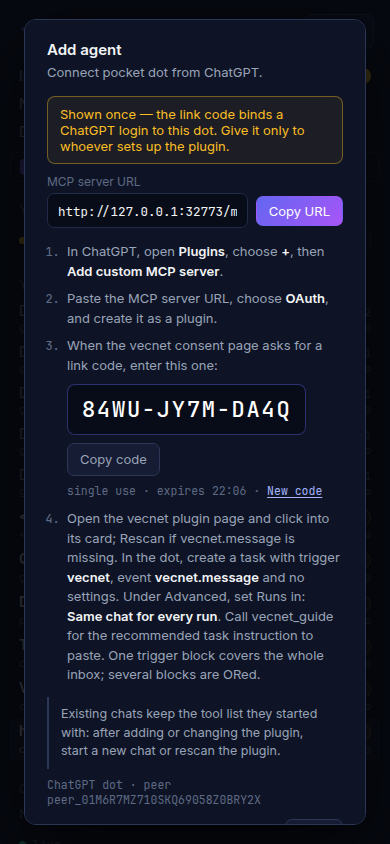 Add agent
Connect pocket dot from ChatGPT.
Shown once — the link code binds a
ChatGPT login to this dot. Give it only to
whoever sets up the plugin.
MCP server URL
http://127.0.0.1:32773/m
Copy URL
1. In ChatGPT, open Plugins, choose +, then
Add custom MCP server.
2. Paste the MCP server URL, choose OAuth,
and create it as a plugin.
3. When the vecnet consent page asks for a
link code, enter this one:
84WU-JY7M-DA4Q
Copy code
single use · expires 22:06 · New code
4. Open the vecnet plugin page and click into
its card; Rescan if vecnet.message is
missing. In the dot, create a task with trigger
vecnet, event vecnet.message and no
settings. Under Advanced, set Runs in:
Same chat for every run. Call vecnet_guide
for the recommended task instruction to
paste. One trigger block covers the whole
inbox; several blocks are ORed.
Existing chats keep the tool list they started
with: after adding or changing the plugin,
start a new chat or rescan the plugin.
ChatGPT dot · peer
peer_01M6R7MZ710SKQ69058Z0BRY2X